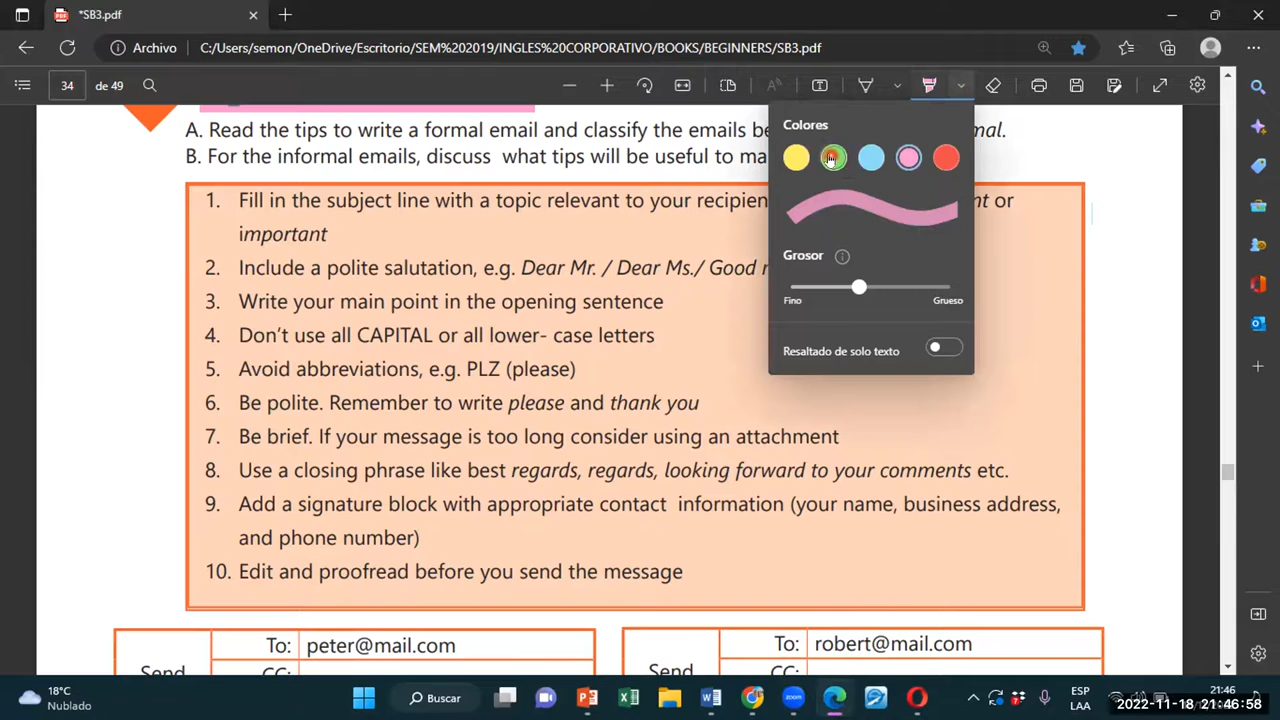 *SB3.pdf
Archivo
C:/Users/semon/OneDrive/Escritorio/SEM%202019/INGLES%20CORPORATIVO/BOOKS/BEGINNERS/SB3.pdf
34 de 49
A. Read the tips to write a formal email and classify the emails be
B. For the informal emails, discuss what tips will be useful to ma
1. Fill in the subject line with a topic relevant to your recipien or
important
2. Include a polite salutation, e.g. Dear Mr. / Dear Ms./ Good
3. Write your main point in the opening sentence
4. Don't use all CAPITAL or all lower- case letters
5. Avoid abbreviations, e.g. PLZ (please)
6. Be polite. Remember to write please and thank you
7. Be brief. If your message is too long consider using an attachment
8. Use a closing phrase like best regards, regards, looking forward to your comments etc.
9. Add a signature block with appropriate contact information (your name, business address,
and phone number)
10. Edit and proofread before you send the message
Colores
Grosor
Fino Grueso
Resaltado de solo texto
Send To: peter@mail.com
Send To: robert@mail.com
CC:
18°C
Nublado
Buscar
ESP
LAA
21:46
2022-11-18 21:46:58